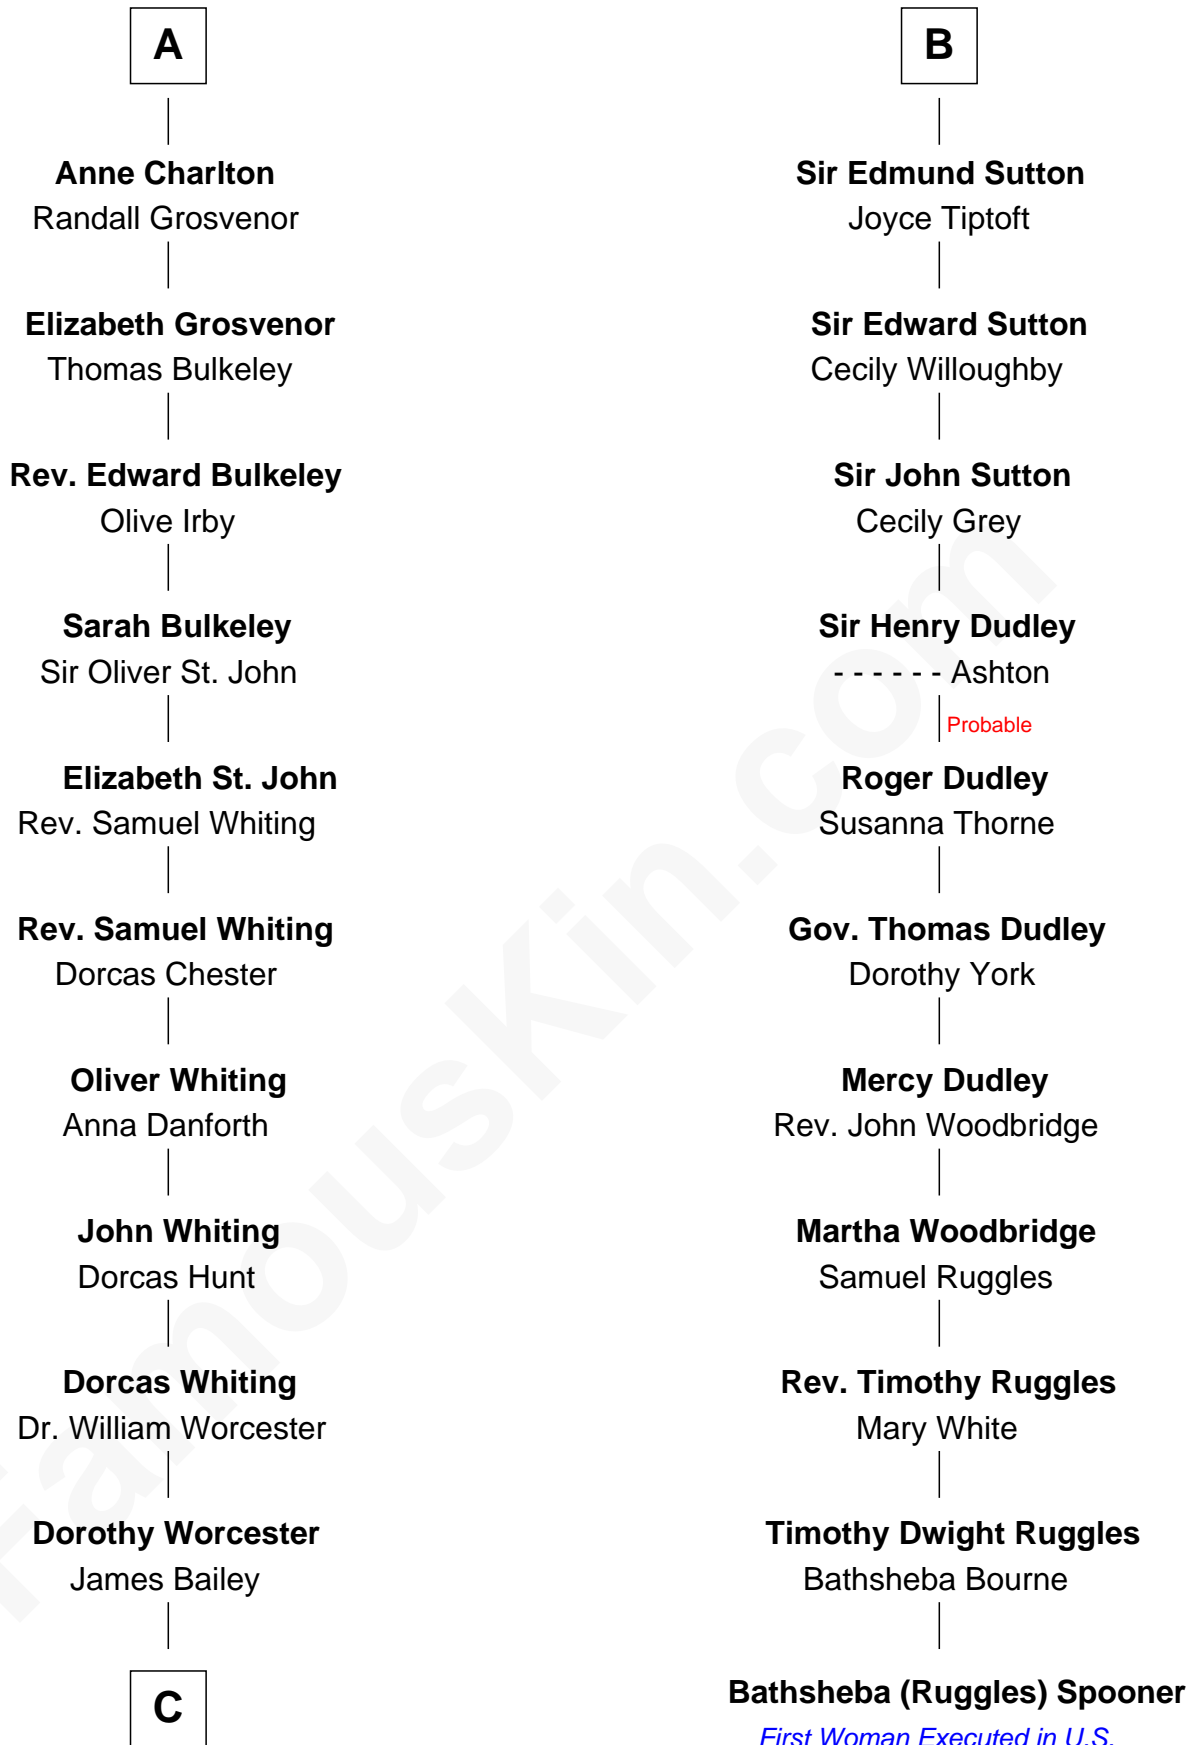 A
Anne Charlton
Randall Grosvenor
Elizabeth Grosvenor
Thomas Bulkeley
Rev. Edward Bulkeley
Olive Irby
Sarah Bulkeley
Sir Oliver St. John
Elizabeth St. John
Rev. Samuel Whiting
Rev. Samuel Whiting
Dorcas Chester
Oliver Whiting
Anna Danforth
John Whiting
Dorcas Hunt
Dorcas Whiting
Dr. William Worcester
Dorothy Worcester
James Bailey
C
B
Sir Edmund Sutton
Joyce Tiptoft
Sir Edward Sutton
Cecily Willoughby
Sir John Sutton
Cecily Grey
Sir Henry Dudley
- - - - - - Ashton
Probable
Roger Dudley
Susanna Thorne
Gov. Thomas Dudley
Dorothy York
Mercy Dudley
Rev. John Woodbridge
Martha Woodbridge
Samuel Ruggles
Rev. Timothy Ruggles
Mary White
Timothy Dwight Ruggles
Bathsheba Bourne
Bathsheba (Ruggles) Spooner
First Woman Executed in U.S.
FamousKin.com